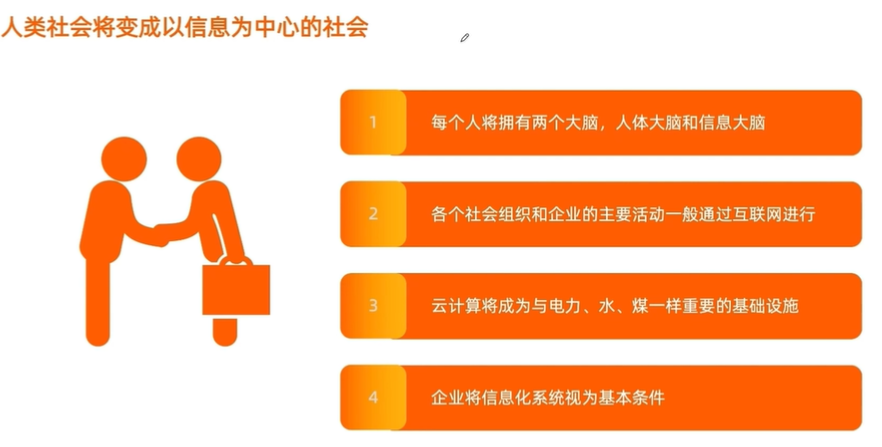 人类社会将变成以信息为中心的社会
1
每个人将拥有两个大脑，人体大脑和信息大脑
2
各个社会组织和企业的主要活动一般通过互联网进行
3
云计算将成为与电力、水、煤一样重要的基础设施
4
企业将信息化系统视为基本条件